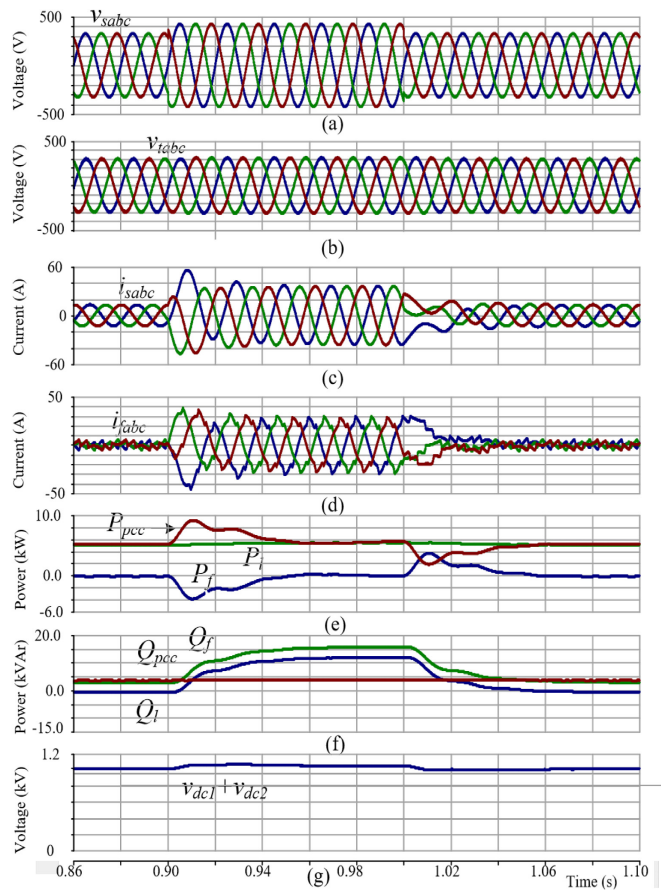 500
v_sabc
Voltage (V)
-500
(a)
500
v_tabc
Voltage (V)
-500
(b)
60
i_sabc
0
Current (A)
-60
(c)
50
i_fabc
Current (A)
-50
(d)
10.0
P_pcc
P_l
P_f
0.0
Power (kW)
-6.0
(e)
20.0
Q_f
Q_pcc
0.0
Q_l
Power (kVAr)
-15.0
(f)
1.2
v_dc1+v_dc2
Voltage (kV)
0
0.86 0.90 0.94 0.98 1.02 1.06 1.10
(g) Time (s)